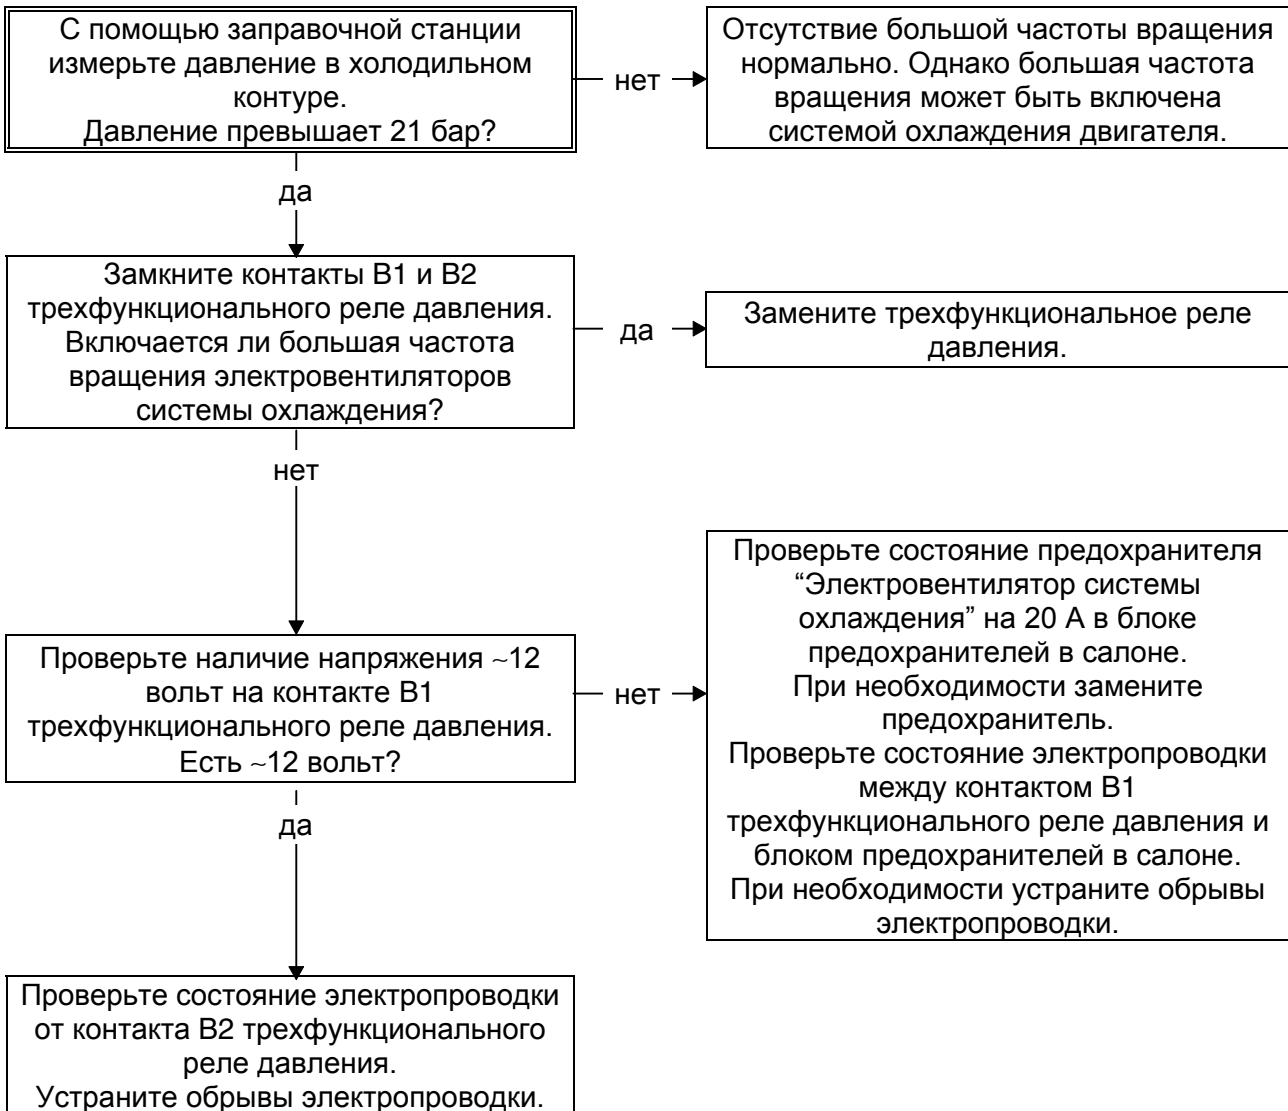 С помощью заправочной станции
измерьте давление в холодильном
контуре.
Давление превышает 21 бар?
нет
Отсутствие большой частоты вращения
нормально. Однако большая частота
вращения может быть включена
системой охлаждения двигателя.
да
Замкните контакты B1 и B2
трехфункционального реле давления.
Включается ли большая частота
вращения электровентиляторов
системы охлаждения?
да
Замените трехфункциональное реле
давления.
нет
Проверьте наличие напряжения ~12
вольт на контакте B1
трехфункционального реле давления.
Есть ~12 вольт?
нет
Проверьте состояние предохранителя
“Электровентилятор системы
охлаждения” на 20 А в блоке
предохранителей в салоне.
При необходимости замените
предохранитель.
Проверьте состояние электропроводки
между контактом B1
трехфункционального реле давления и
блоком предохранителей в салоне.
При необходимости устраните обрывы
электропроводки.
да
Проверьте состояние электропроводки
от контакта B2 трехфункционального
реле давления.
Устраните обрывы электропроводки.